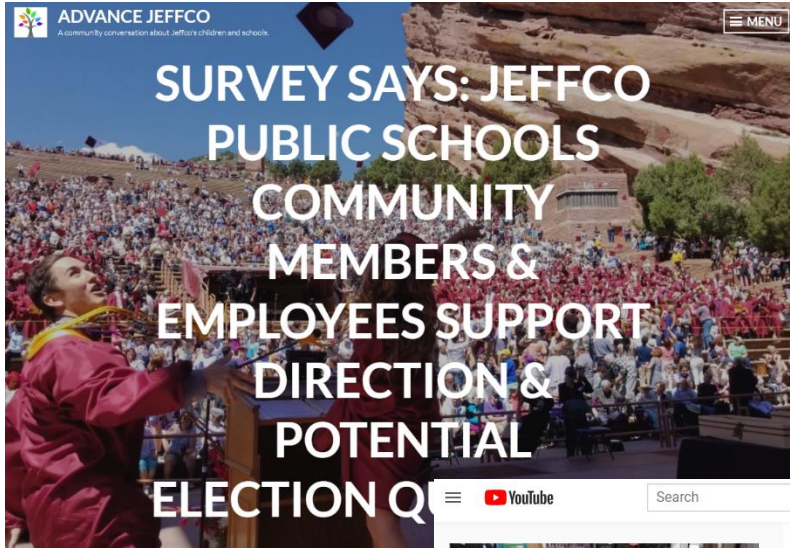 ADVANCE JEFFCO
A community conversation about Jeffco's children and schools.
MENU
SURVEY SAYS: JEFFCO
PUBLIC SCHOOLS
COMMUNITY
MEMBERS &
EMPLOYEES SUPPORT
DIRECTION &
POTENTIAL
ELECTION
YouTube
Search